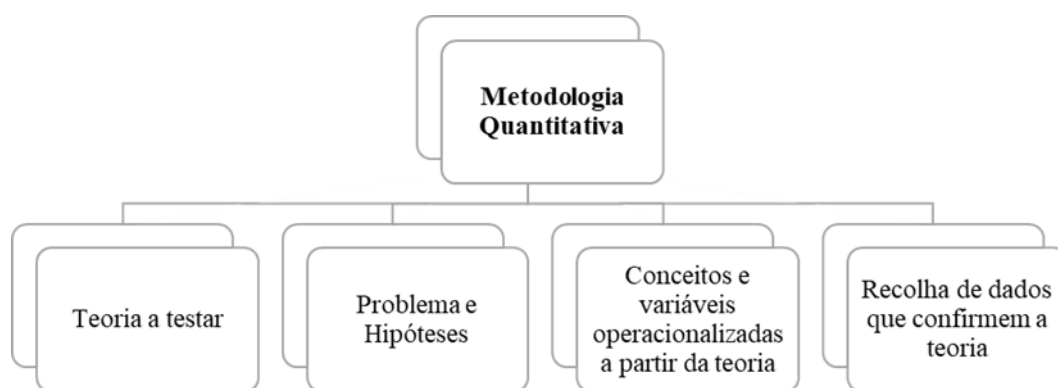 Metodologia
Quantitativa
Teoria a testar
Problema e
Hipóteses
Conceitos e
variáveis
operacionalizadas
a partir da teoria
Recolha de dados
que confirmem a
teoria